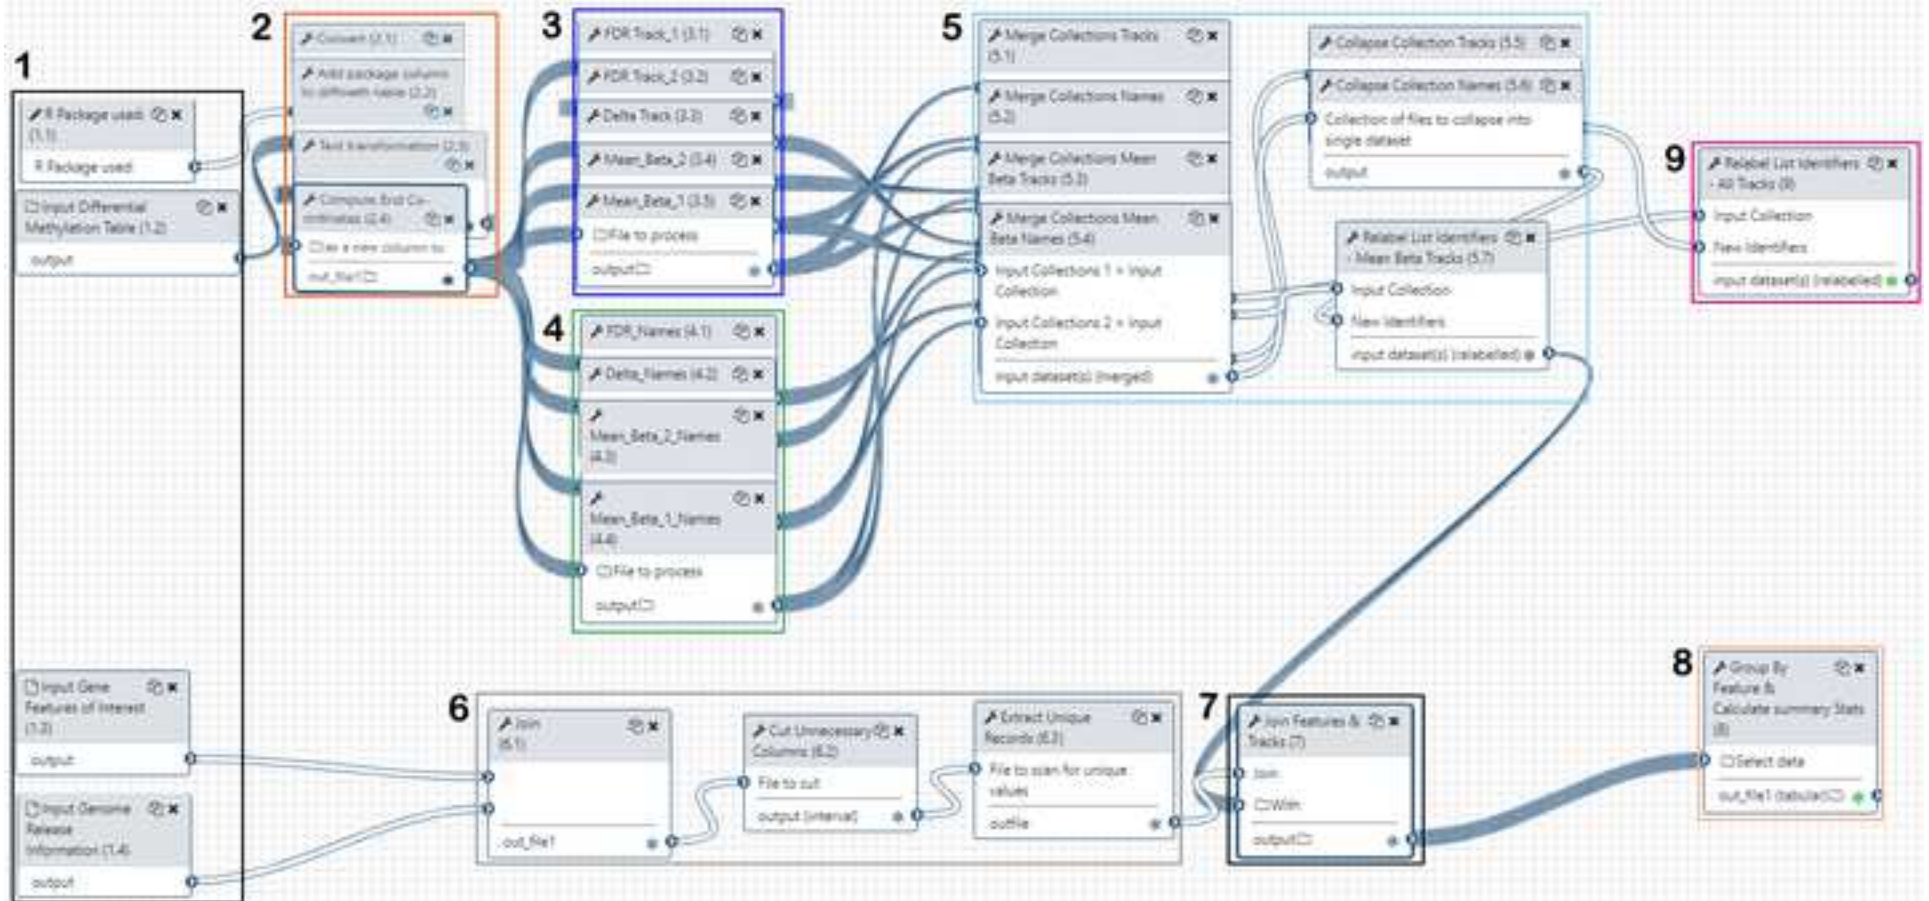 1
R Package used:
(1.1)
R Package used
Input Differential
Methylation Table (1.2)
output
Input Gene
Features of Interest
(1.3)
output
Input Genome
Release
Information (1.4)
output
2
Convert (2.1)
Add package column
to diffmeth table (2.2)
Text transformation (2.3)
Compute End Co-
ordinates (2.4)
as a new column to
out_file1
3
FDR Track_1 (3.1)
FDR Track_2 (3.2)
Delta Track (3.3)
Mean_Beta_2 (3.4)
Mean_Beta_1 (3.5)
File to process
output
4
FDR_Names (4.1)
Delta_Names (4.2)
Mean_Beta_2_Names
(4.3)
Mean_Beta_1_Names
(4.4)
File to process
output
5
Merge Collections Tracks
(5.1)
Merge Collections Names
(5.2)
Merge Collections Mean
Beta Tracks (5.3)
Merge Collections Mean
Beta Names (5.4)
Input Collections 1 > Input
Collection
Input Collections 2 > Input
Collection
input dataset(s) (merged)
Collapse Collection Tracks (5.5)
Collapse Collection Names (5.6)
Collection of files to collapse into
single dataset
output
Relabel List Identifiers
- Mean Beta Tracks (5.7)
Input Collection
New Identifiers
input dataset(s) (relabelled)
9
Relabel List Identifiers
- All Tracks (9)
Input Collection
New Identifiers
input dataset(s) (relabelled)
6
Join
(6.1)
out_file1
Cut Unnecessary
Columns (6.2)
File to cut
output (interval)
Extract Unique
Records (6.3)
File to scan for unique
values
outfile
7
Join Features &
Tracks (7)
Join
With
output
8
Group By
Feature &
Calculate summary Stats
(8)
Select data
out_file1 (tabular)